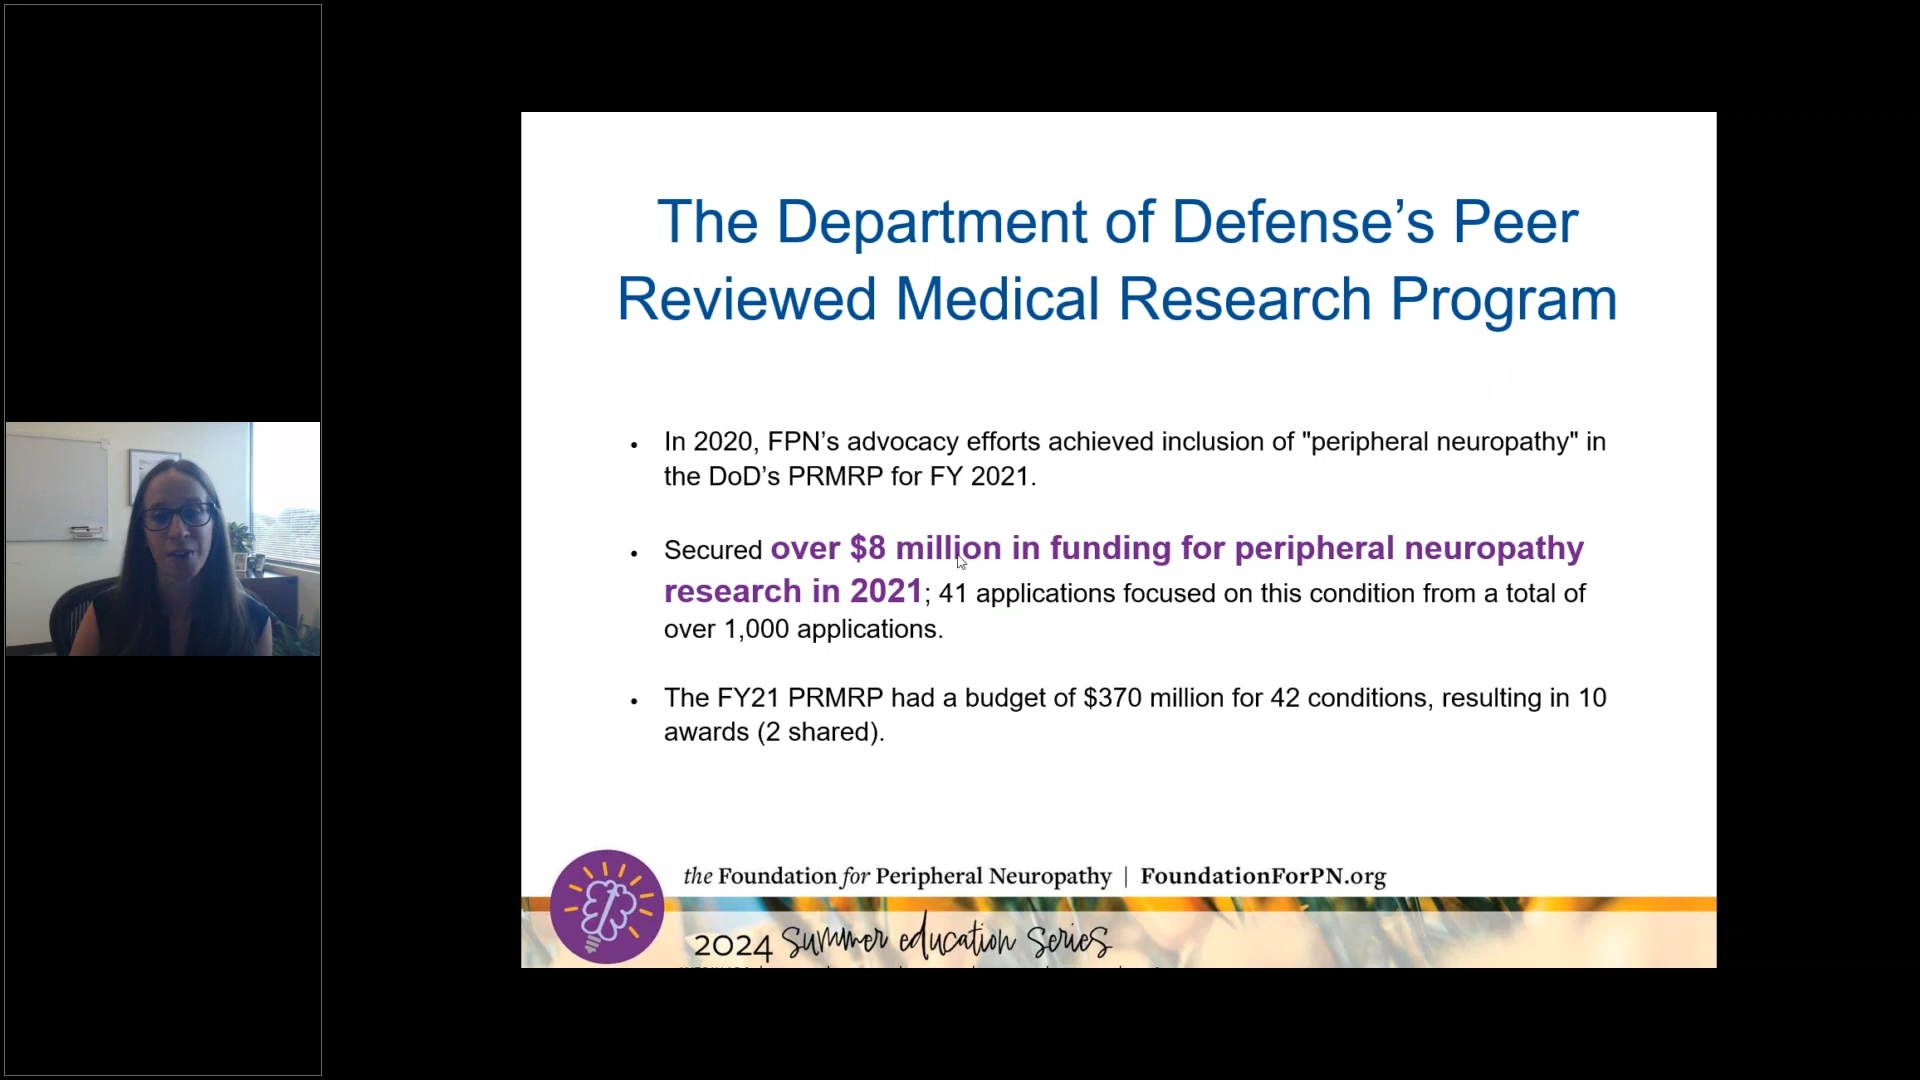 The Department of Defense’s Peer
Reviewed Medical Research Program
• In 2020, FPN’s advocacy efforts achieved inclusion of "peripheral neuropathy" in
the DoD’s PRMRP for FY 2021.
• Secured over $8 million in funding for peripheral neuropathy
research in 2021; 41 applications focused on this condition from a total of
over 1,000 applications.
• The FY21 PRMRP had a budget of $370 million for 42 conditions, resulting in 10
awards (2 shared).
the Foundation for Peripheral Neuropathy | FoundationForPN.org
2024 summer education series